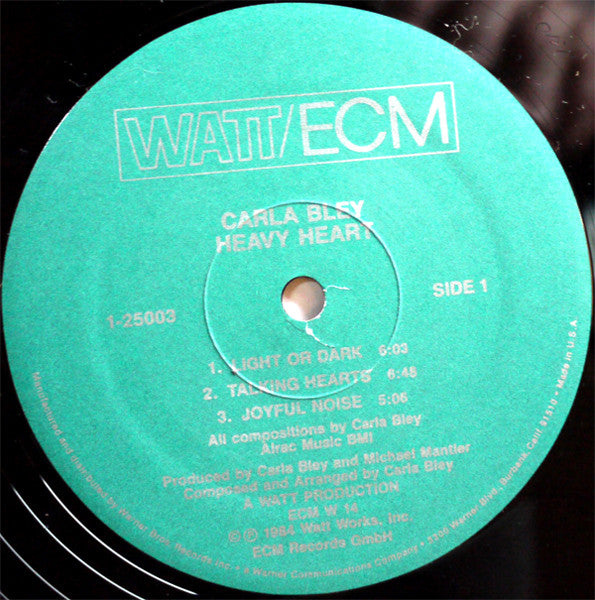 WATT/ECM
CARLA BLEY
HEAVY HEART
1-25003
SIDE 1
1. LIGHT OR DARK 6:03
2. TALKING HEARTS 6:48
3. JOYFUL NOISE 5:06
All compositions by Carla Bley
Alrac Music BMI
Produced by Carla Bley and Michael Mantler
Composed and Arranged by Carla Bley
A WATT PRODUCTION
ECM W 14
℗ © 1984 Watt Works, Inc.
ECM Records GmbH
Manufactured and distributed by Warner Bros. Records, Inc. • a Warner Communications Company • 3300 Warner Blvd., Burbank, Calif. 91510 • Made in U.S.A.